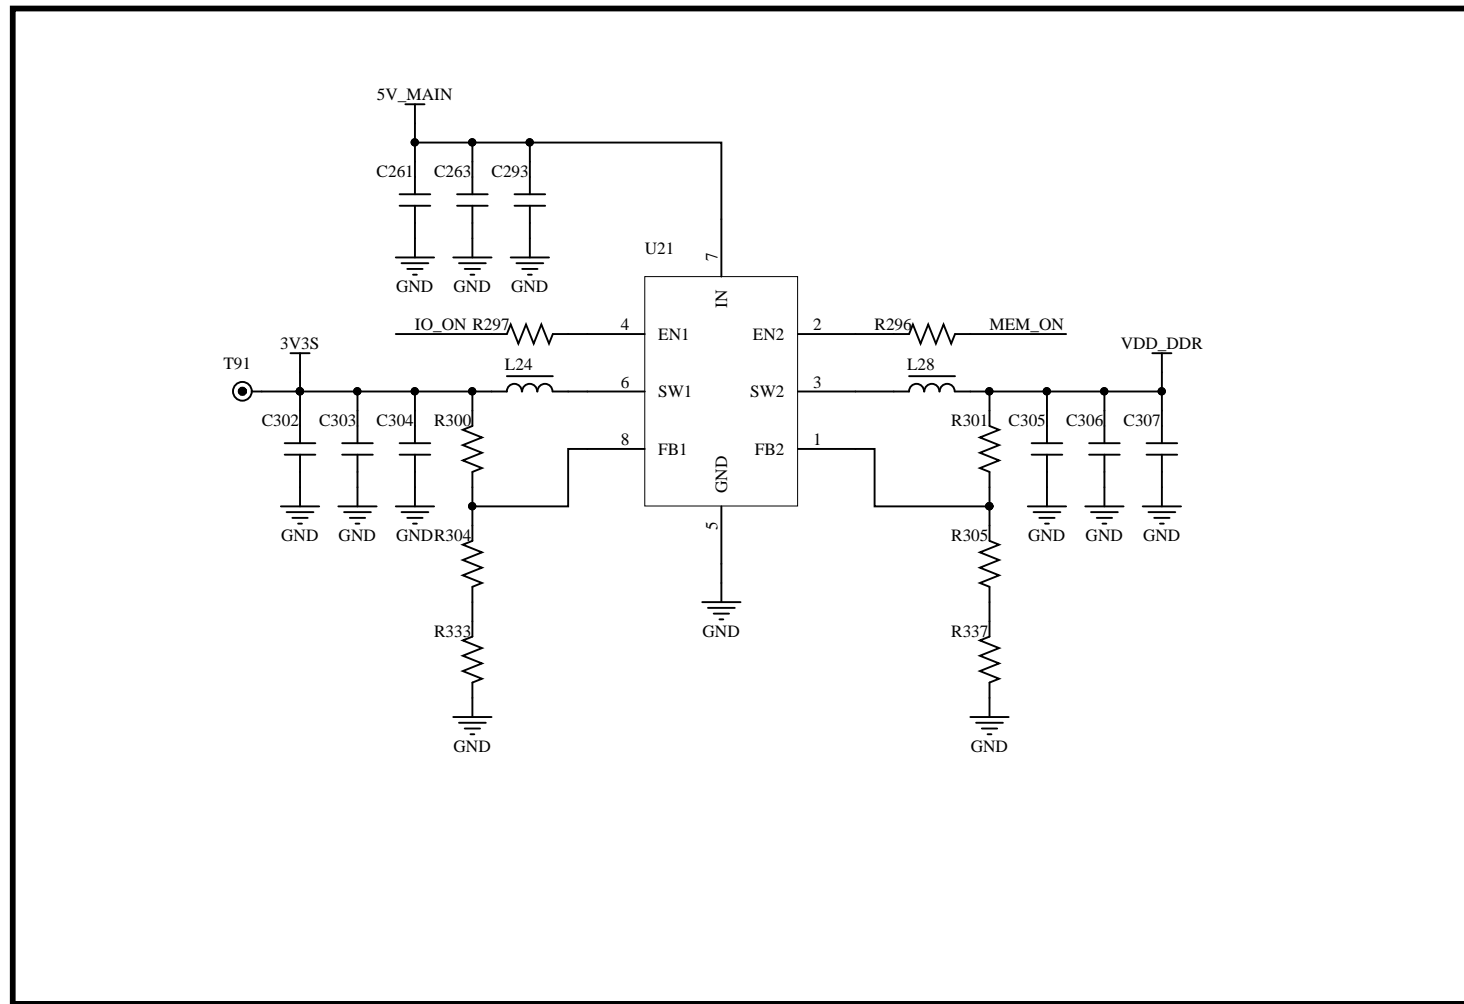 5V_MAIN
C261 C263 C293
U21
7
GND GND GND
IN
IO_ON R297 4 EN1 EN2 2 R296 MEM_ON
3V3S VDD_DDR
T91 L24 L28
6 SW1 SW2 3
C302 C303 C304 R300 R301 C305 C306 C307
8 FB1 FB2 1
GND
5
GND GND GND R304 R305 GND GND GND
R333 GND R337
GND GND